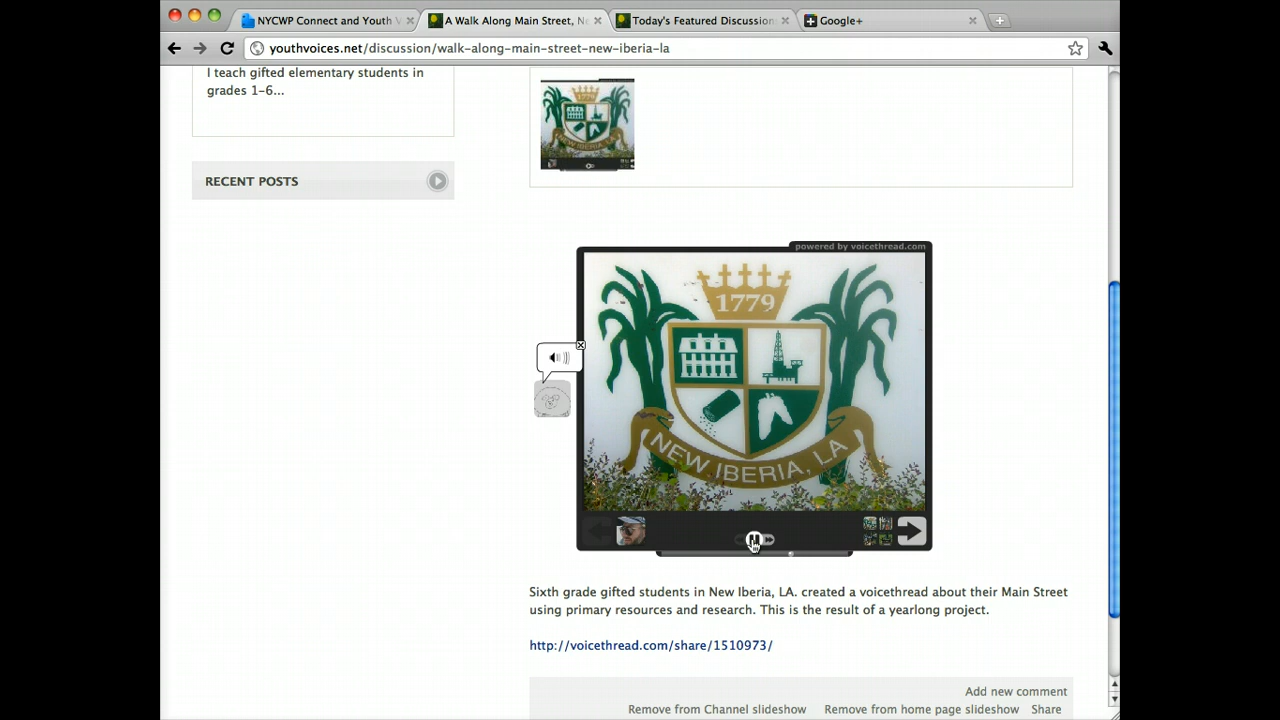 NYCWP Connect and Youth V
A Walk Along Main Street, Ne
Today's Featured Discussion
Google+
youthvoices.net/discussion/walk-along-main-street-new-iberia-la
I teach gifted elementary students in
grades 1-6...
RECENT POSTS
powered by voicethread.com
1779
NEW IBERIA, LA
Sixth grade gifted students in New Iberia, LA. created a voicethread about their Main Street
using primary resources and research. This is the result of a yearlong project.
http://voicethread.com/share/1510973/
Add new comment
Remove from Channel slideshow Remove from home page slideshow Share